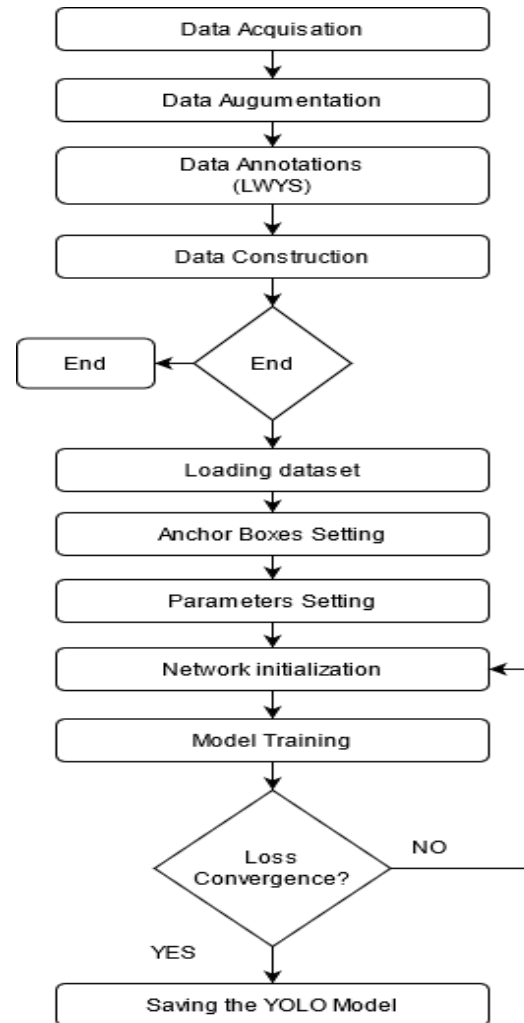 Data Acquisation
Data Augumentation
Data Annotations
(LWYS)
Data Construction
End
End
Loading dataset
Anchor Boxes Setting
Parameters Setting
Network initialization
Model Training
Loss
Convergence?
NO
YES
Saving the YOLO Model